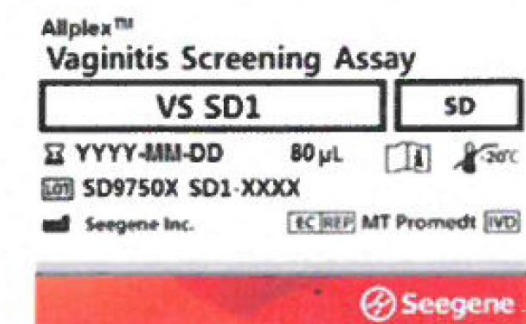 Allplex™
Vaginitis Screening Assay
VS SD1 SD
YYYY-MM-DD 80 μL -20℃
LOT SD9750X SD1-XXXX
Seegene Inc. EC REP MT Promedt IVD
Seegene